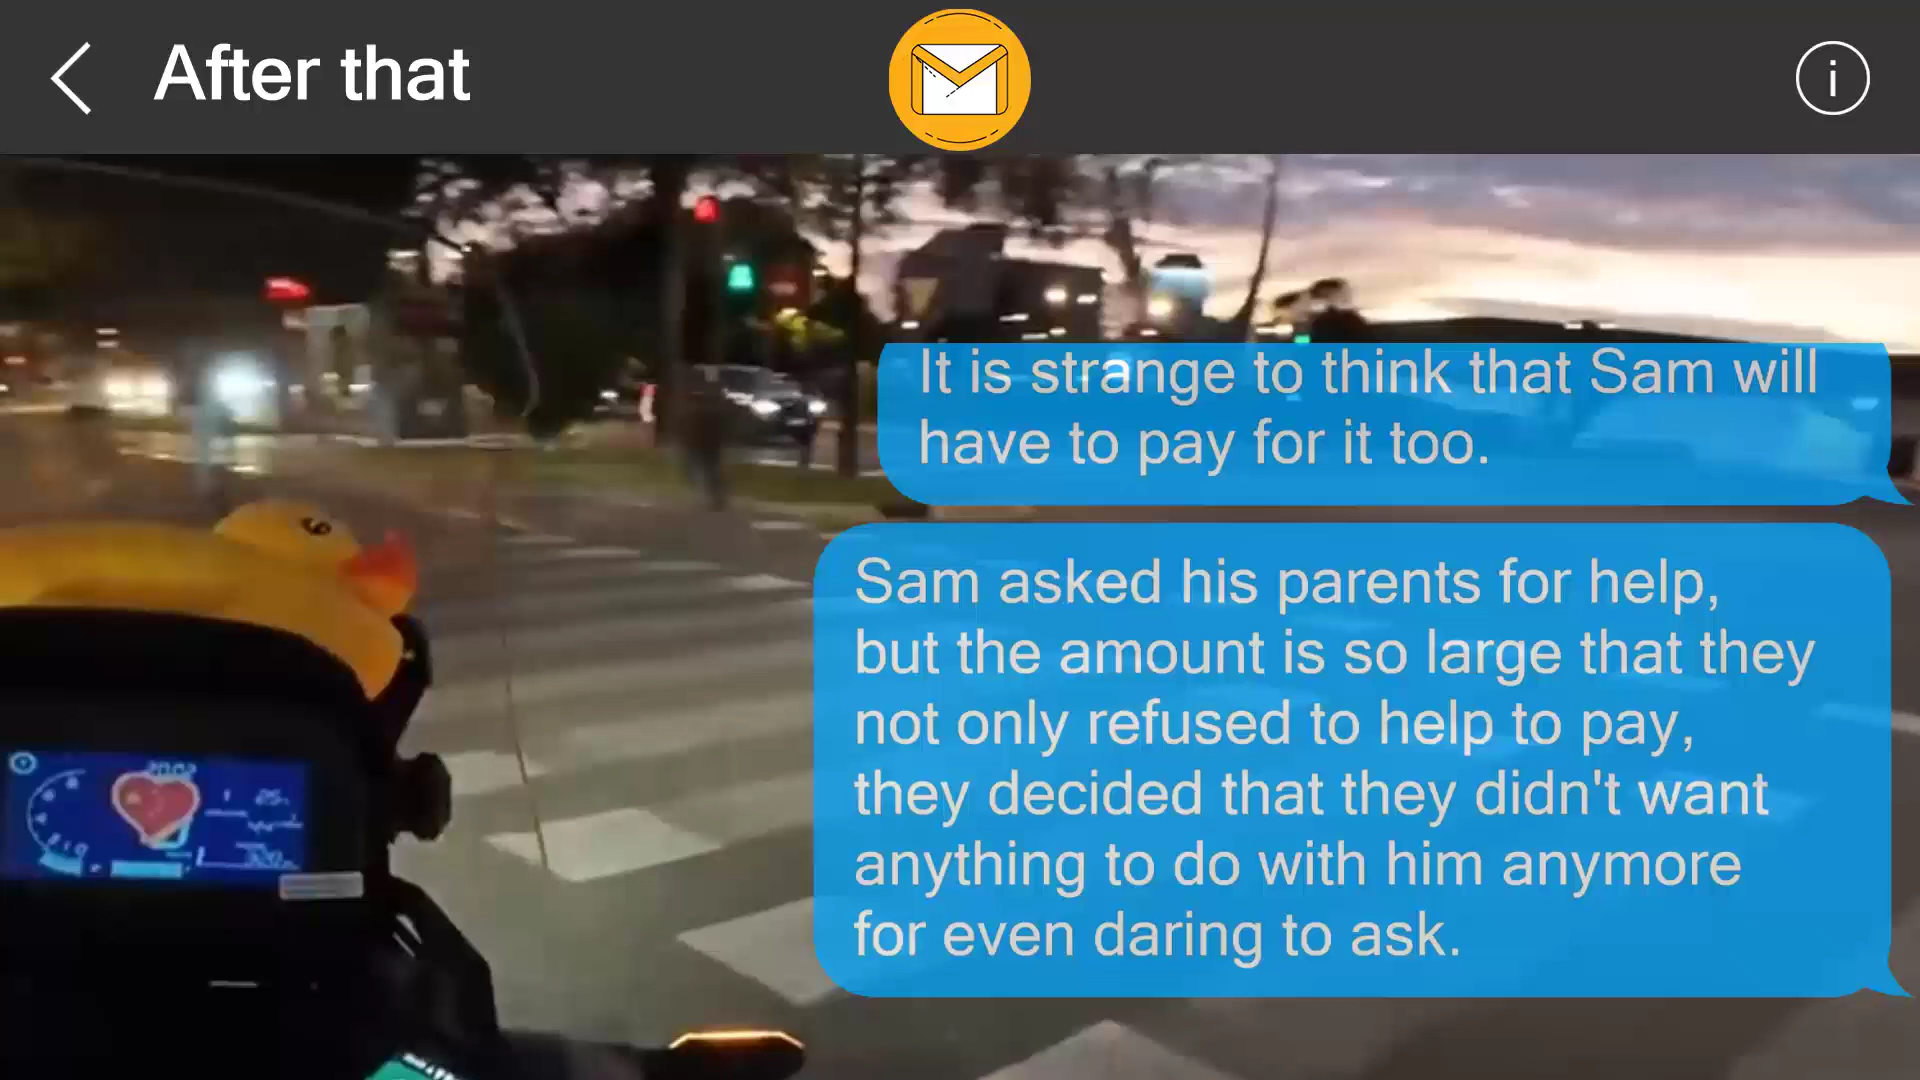 After that
It is strange to think that Sam will
have to pay for it too.
Sam asked his parents for help,
but the amount is so large that they
not only refused to help to pay,
they decided that they didn't want
anything to do with him anymore
for even daring to ask.